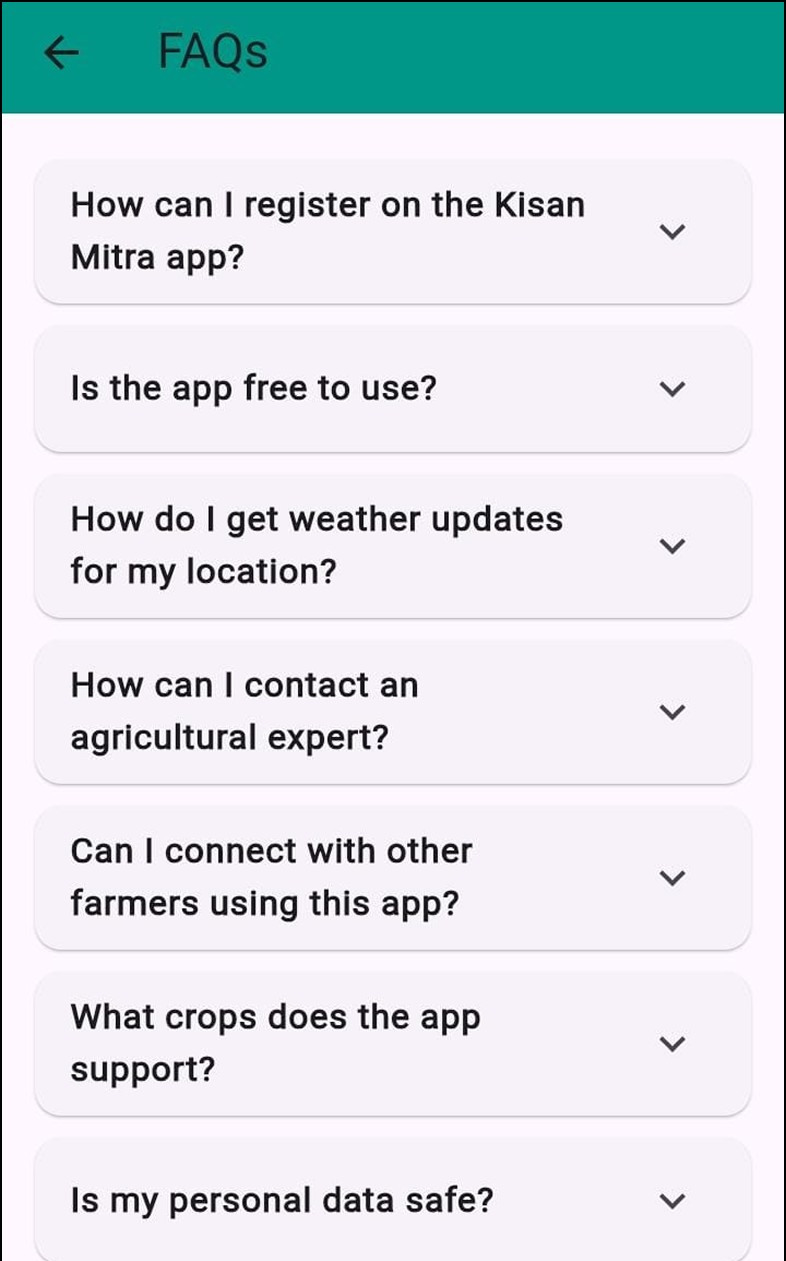 FAQs
How can I register on the Kisan
Mitra app?
Is the app free to use?
How do I get weather updates
for my location?
How can I contact an
agricultural expert?
Can I connect with other
farmers using this app?
What crops does the app
support?
Is my personal data safe?